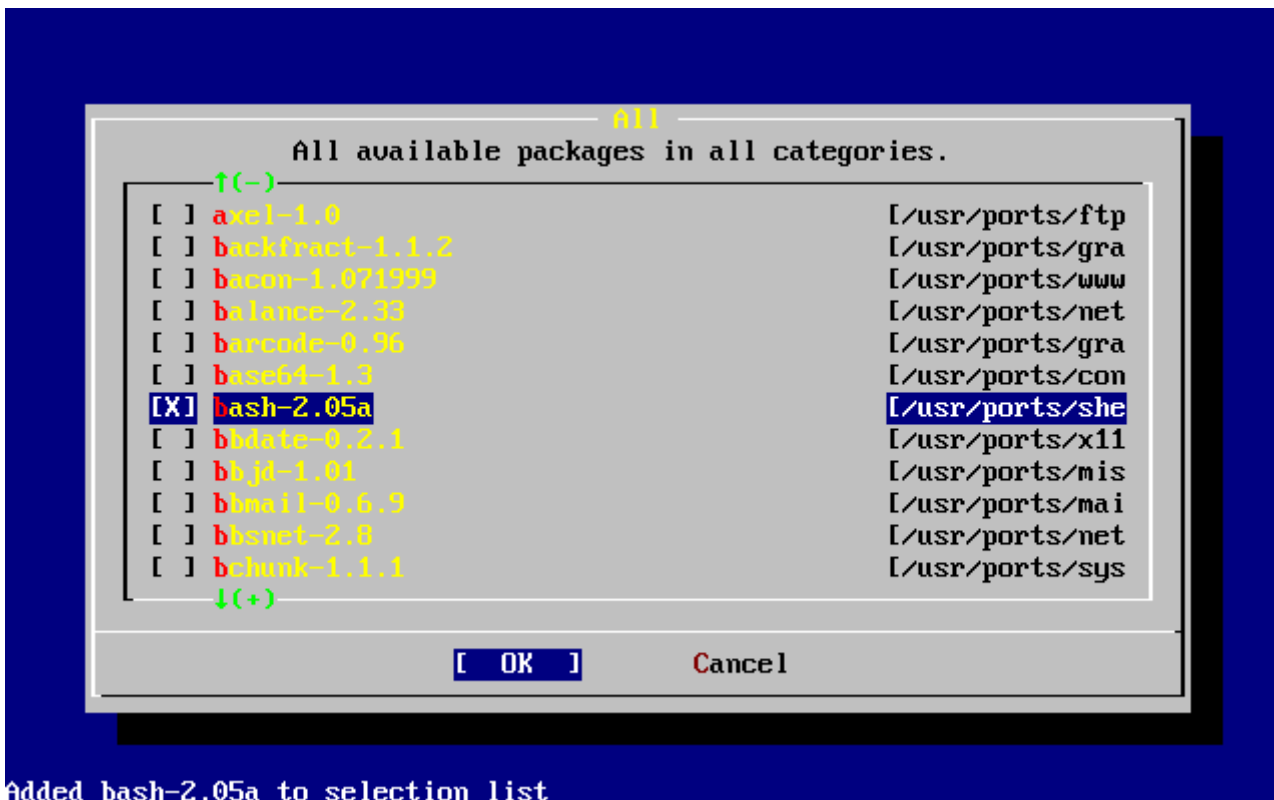 All
All available packages in all categories.
↑(-)
[ ] axel-1.0 [/usr/ports/ftp
[ ] backfract-1.1.2 [/usr/ports/gra
[ ] bacon-1.071999 [/usr/ports/www
[ ] balance-2.33 [/usr/ports/net
[ ] barcode-0.96 [/usr/ports/gra
[ ] base64-1.3 [/usr/ports/con
[X] bash-2.05a [/usr/ports/she
[ ] bbdate-0.2.1 [/usr/ports/x11
[ ] bbjd-1.01 [/usr/ports/mis
[ ] bbmail-0.6.9 [/usr/ports/mai
[ ] bbsnet-2.8 [/usr/ports/net
[ ] bchunk-1.1.1 [/usr/ports/sys
↓(+)
[ OK ] Cancel
Added bash-2.05a to selection list